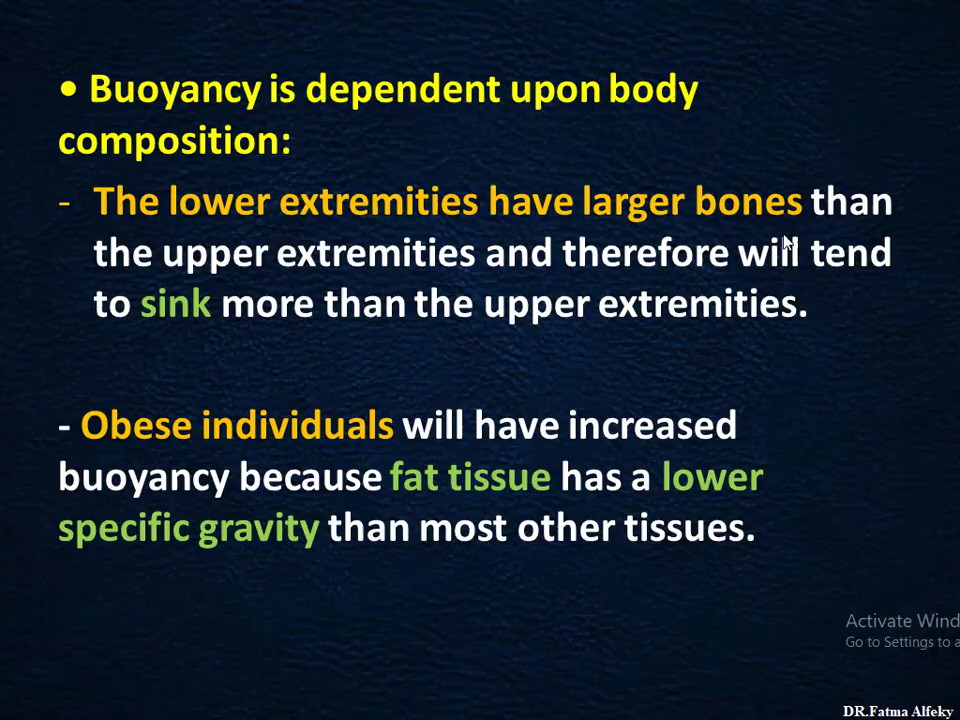 • Buoyancy is dependent upon body
composition:
- The lower extremities have larger bones than
the upper extremities and therefore will tend
to sink more than the upper extremities.
- Obese individuals will have increased
buoyancy because fat tissue has a lower
specific gravity than most other tissues.
Activate Wind
Go to Settings to a
DR.Fatma Alfeky